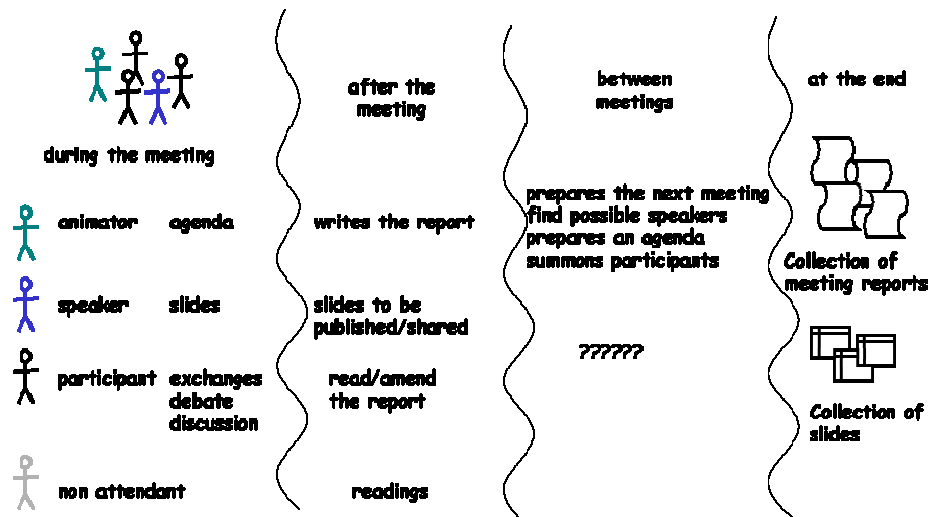 after the
meeting
between
meetings
at the end
during the meeting
animator agenda writes the report
prepares the next meeting
find possible speakers
prepares an agenda
summons participants
Collection of
meeting reports
speaker slides slides to be
published/shared
??????
participant exchanges
debate
discussion
read/amend
the report
Collection of
slides
non attendant readings